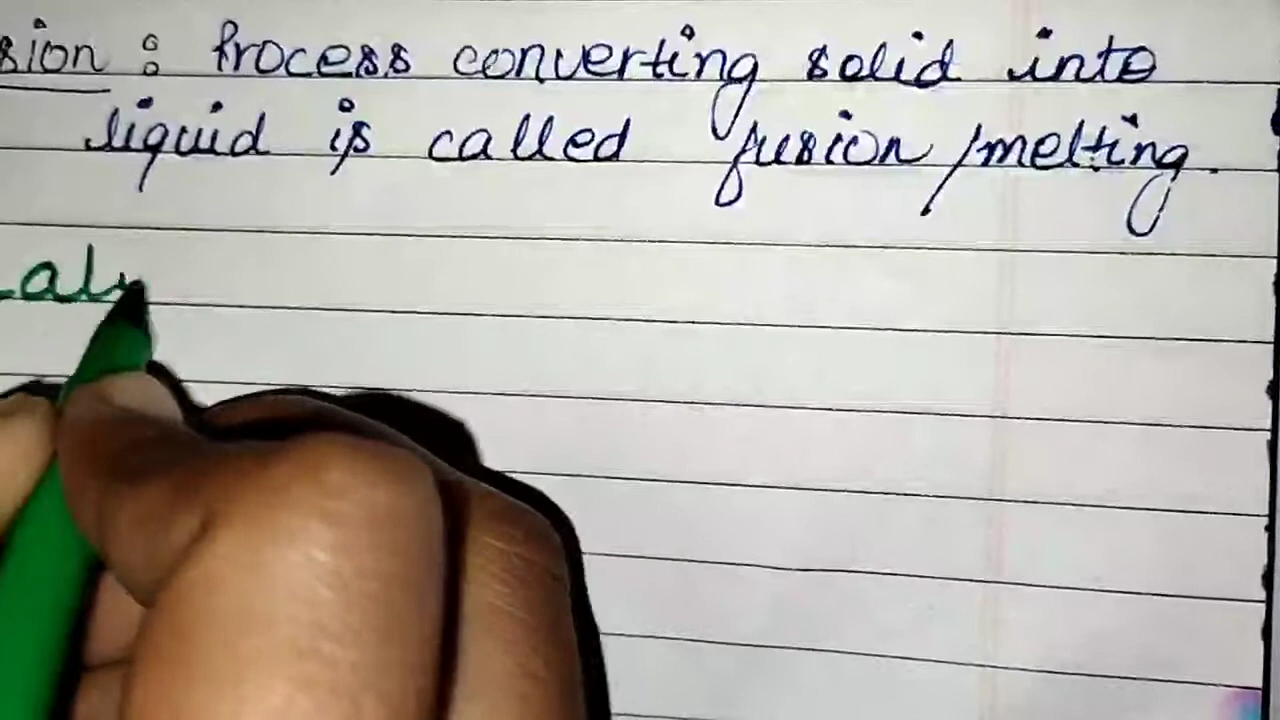 sion : Process converting solid into
liquid is called fusion/melting.